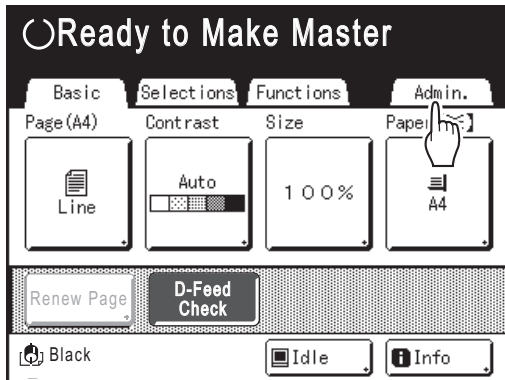 Ready to Make Master
Basic Selections Functions Admin.
Page(A4) Contrast Size Paper
Line Auto 100% A4
Renew Page D-Feed Check
Black Idle Info